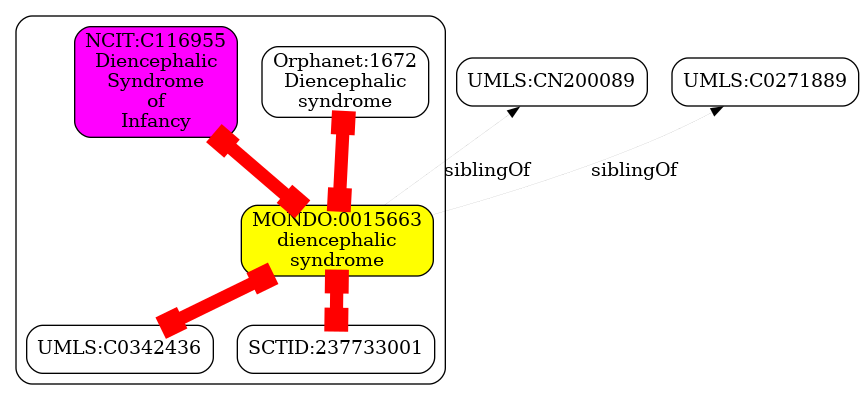 NCIT:C116955
Diencephalic
Syndrome
of
Infancy
Orphanet:1672
Diencephalic
syndrome
UMLS:CN200089
UMLS:C0271889
siblingOf
siblingOf
MONDO:0015663
diencephalic
syndrome
UMLS:C0342436
SCTID:237733001